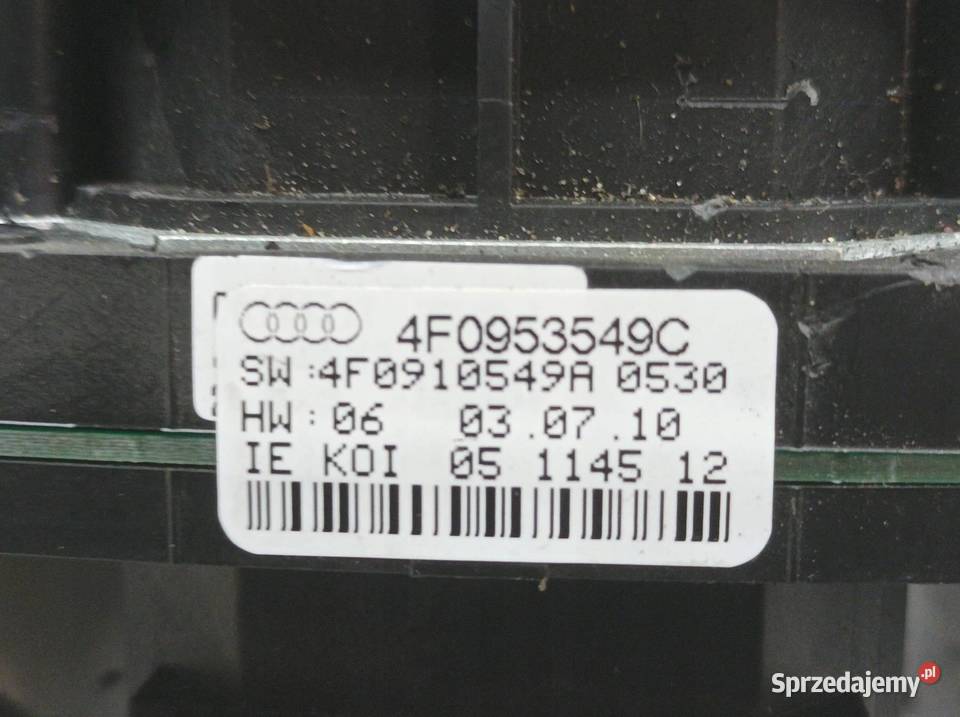 4F0953549C
SW :4F0910549A 0530
HW: 06 03.07.10
IE KOI 05 1145 12
Sprzedajemy.pl